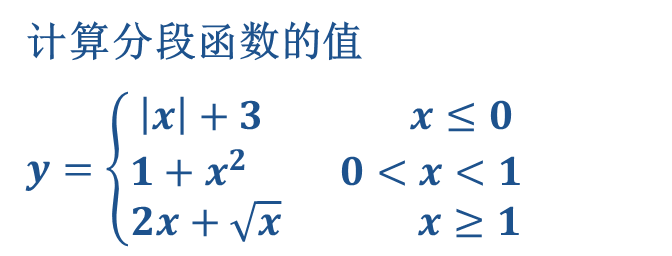 计算分段函数的值
|x| + 3 x ≤ 0
y = { 1 + x² 0 < x < 1
2x + √x x ≥ 1